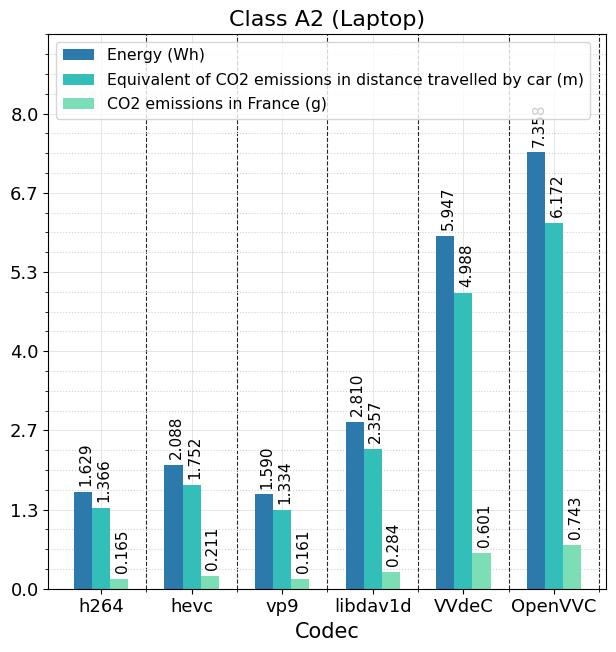 Class A2 (Laptop)
Energy (Wh)
Equivalent of CO2 emissions in distance travelled by car (m)
CO2 emissions in France (g)
8.0
6.7
5.3
4.0
2.7
1.3
0.0
1.629
1.366
0.165
2.088
1.752
0.211
1.590
1.334
0.161
2.810
2.357
0.284
5.947
4.988
0.601
7.358
6.172
0.743
h264
hevc
vp9
libdav1d
VVdeC
OpenVVC
Codec